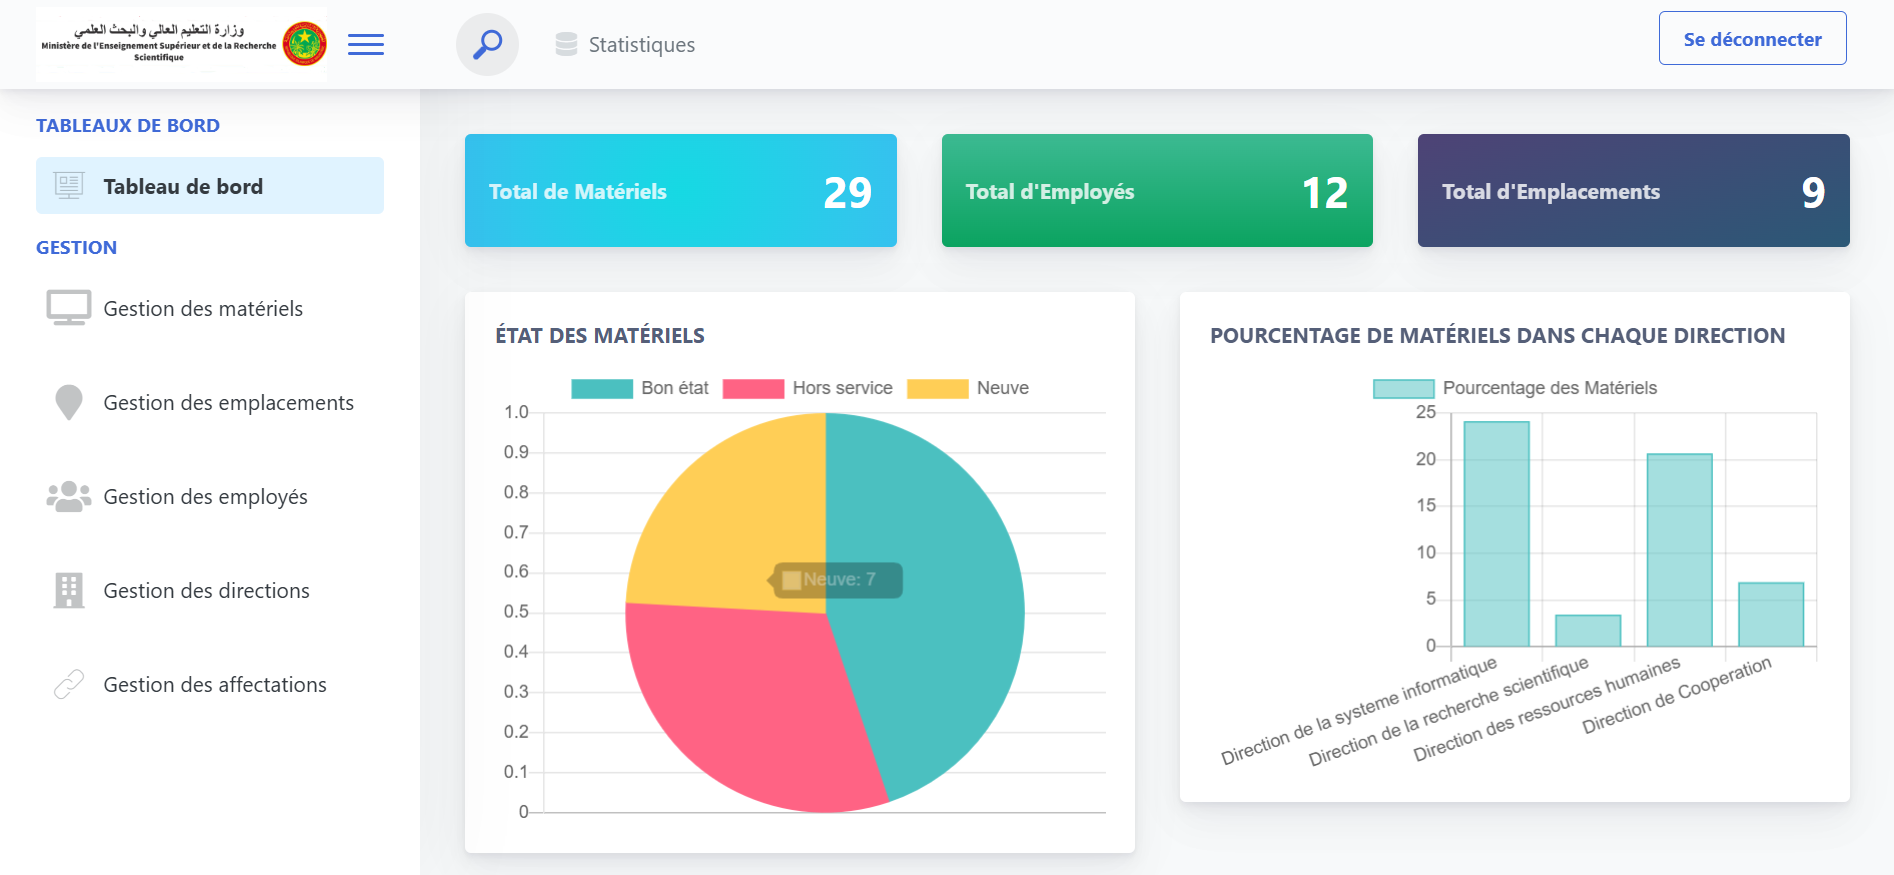 وزارة التعليم العالي والبحث العلمي
Ministère de l'Enseignement Supérieur et de la Recherche
Scientifique
Statistiques
Se déconnecter
TABLEAUX DE BORD
Tableau de bord
GESTION
Gestion des matériels
Gestion des emplacements
Gestion des employés
Gestion des directions
Gestion des affectations
Total de Matériels 29
Total d'Employés 12
Total d'Emplacements 9
ÉTAT DES MATÉRIELS
Bon état Hors service Neuve
1.0
0.9
0.8
0.7
0.6
0.5
0.4
0.3
0.2
0.1
0
Neuve: 7
POURCENTAGE DE MATÉRIELS DANS CHAQUE DIRECTION
Pourcentage des Matériels
25
20
15
10
5
0
Direction de la systeme informatique
Direction de la recherche scientifique
Direction des ressources humaines
Direction de Cooperation